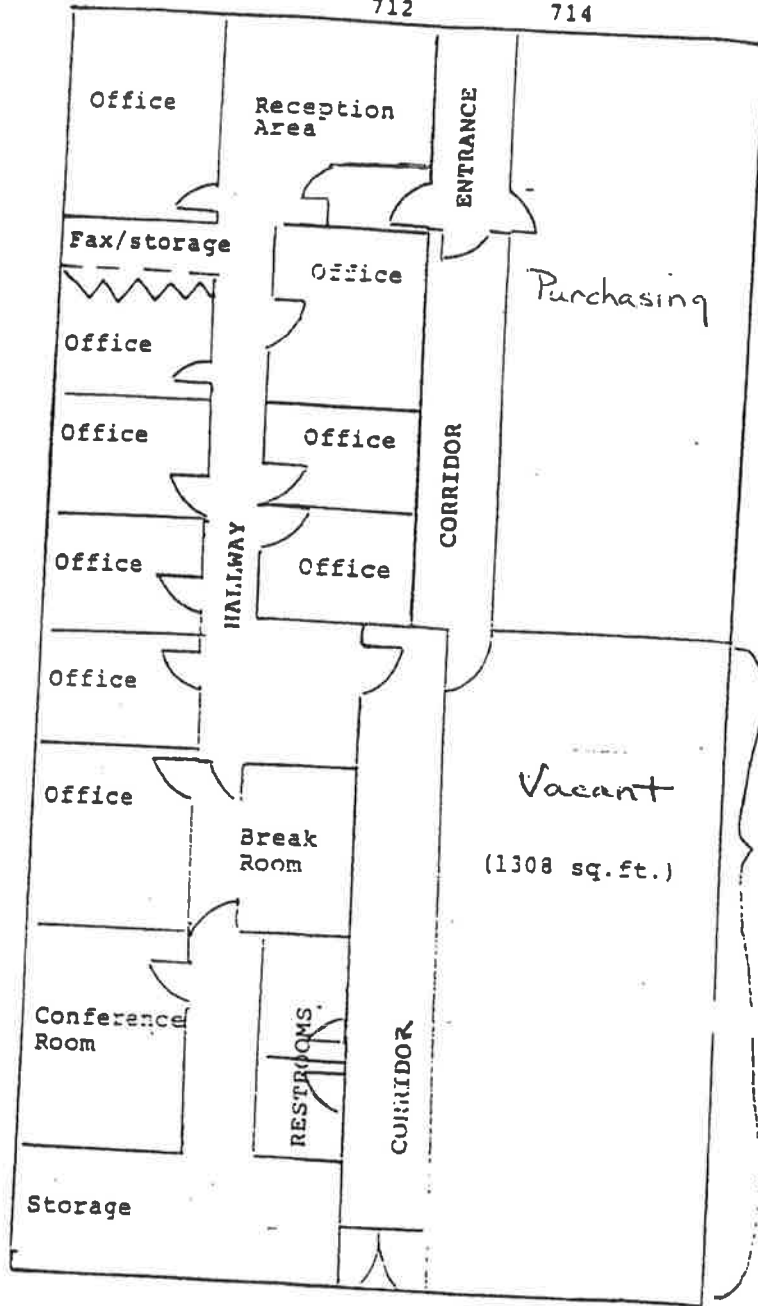 712
714
Office
Reception
Area
ENTRANCE
Fax/storage
Office
Purchasing
Office
Office
Office
CORRIDOR
Office
Office
HALLWAY
Office
Office
Vacant
Break
Room
(1308 sq.ft.)
Conference
Room
RESTROOMS
CORRIDOR
Storage